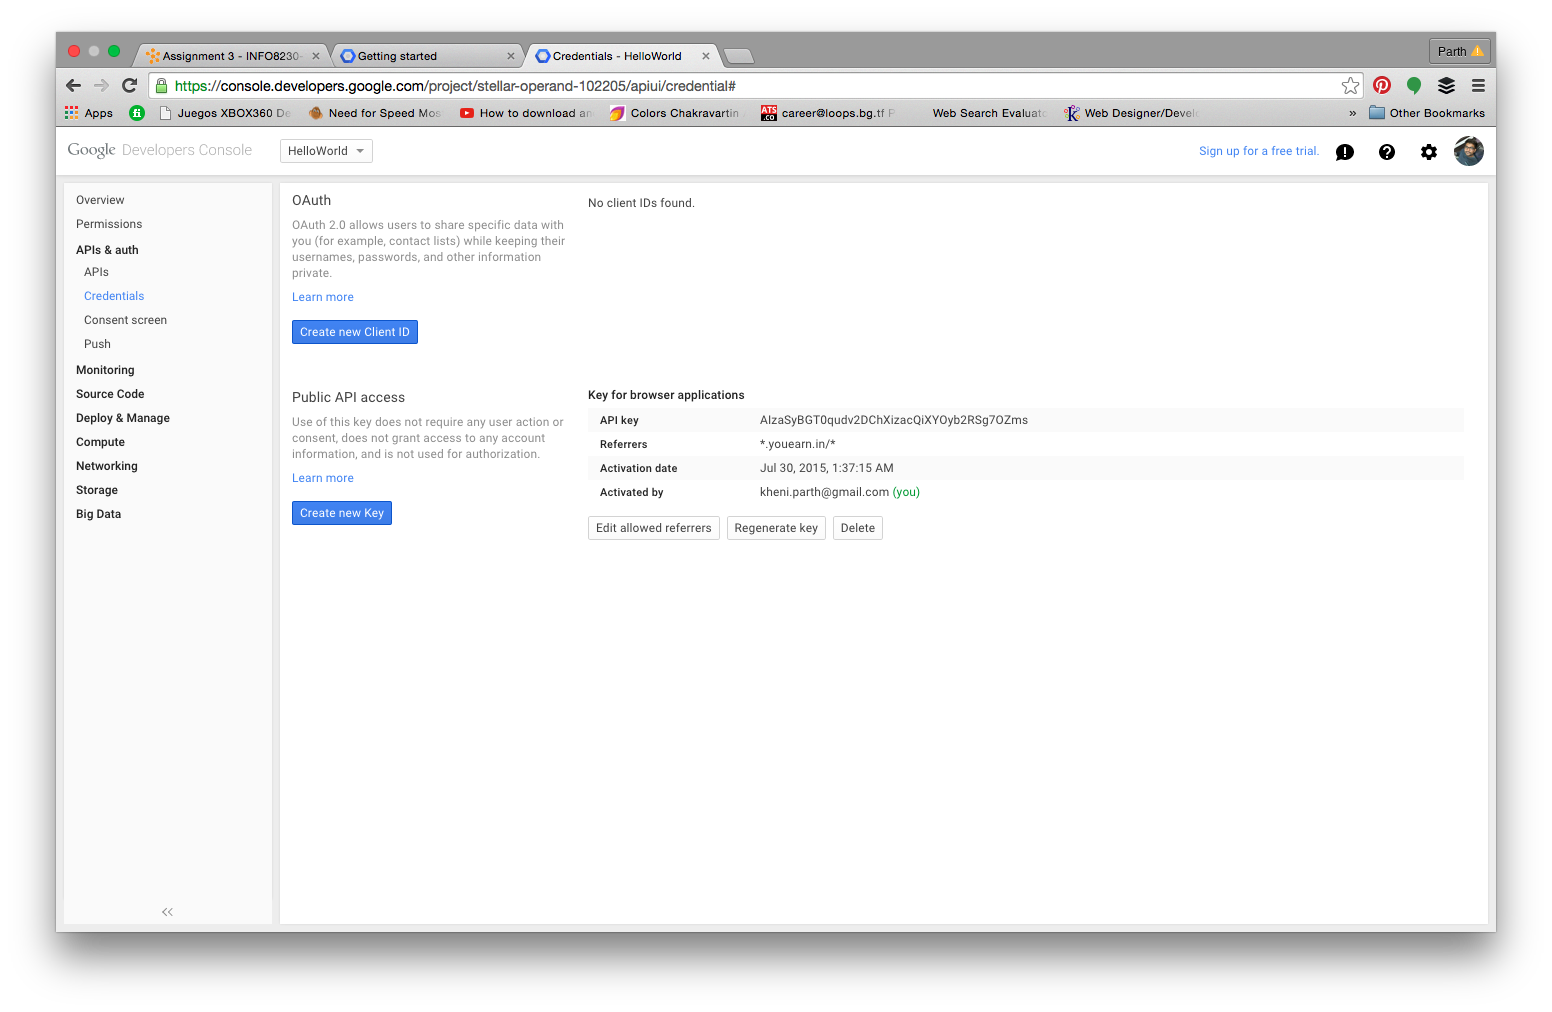 Assignment 3 - INFO8230-
Getting started
Credentials - HelloWorld
Parth
https://console.developers.google.com/project/stellar-operand-102205/apiui/credential#
Apps
Juegos XBOX360 De
Need for Speed Mos
How to download an
Colors Chakravartin
ATS
.CO
career@loops.bg.tf P
Web Search Evaluato
Web Designer/Develo
»
Other Bookmarks
Google Developers Console
HelloWorld
Sign up for a free trial.
Overview
Permissions
APIs & auth
APIs
Credentials
Consent screen
Push
Monitoring
Source Code
Deploy & Manage
Compute
Networking
Storage
Big Data
OAuth
OAuth 2.0 allows users to share specific data with
you (for example, contact lists) while keeping their
usernames, passwords, and other information
private.
Learn more
Create new Client ID
No client IDs found.
Public API access
Use of this key does not require any user action or
consent, does not grant access to any account
information, and is not used for authorization.
Learn more
Create new Key
Key for browser applications
API key AIzaSyBGT0qudv2DChXizacQiXYOyb2RSg7OZms
Referrers *.youearn.in/*
Activation date Jul 30, 2015, 1:37:15 AM
Activated by kheni.parth@gmail.com (you)
Edit allowed referrers Regenerate key Delete